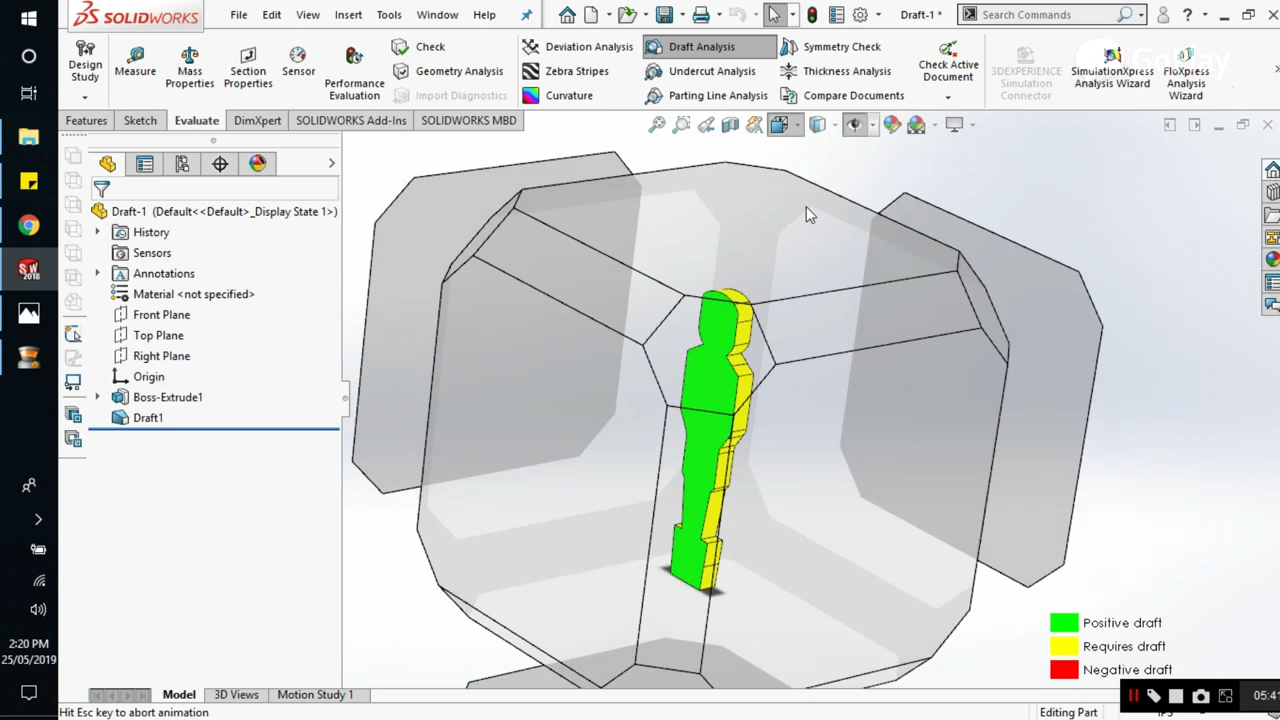 SOLIDWORKS File Edit View Insert Tools Window Help Draft-1 * Search Commands
Design Study
Measure
Mass Properties
Section Properties
Sensor
Performance Evaluation
Check
Geometry Analysis
Import Diagnostics
Deviation Analysis
Zebra Stripes
Curvature
Draft Analysis
Undercut Analysis
Parting Line Analysis
Symmetry Check
Thickness Analysis
Compare Documents
Check Active Document
3DEXPERIENCE Simulation Connector
SimulationXpress Analysis Wizard
FloXpress Analysis Wizard
Features Sketch Evaluate DimXpert SOLIDWORKS Add-Ins SOLIDWORKS MBD
Draft-1 (Default<<Default>_Display State 1>)
History
Sensors
Annotations
Material <not specified>
Front Plane
Top Plane
Right Plane
Origin
Boss-Extrude1
Draft1
SW
2018
2:20 PM
25/05/2019
Positive draft
Requires draft
Negative draft
Model 3D Views Motion Study 1
Hit Esc key to abort animation
Editing Part
05:41